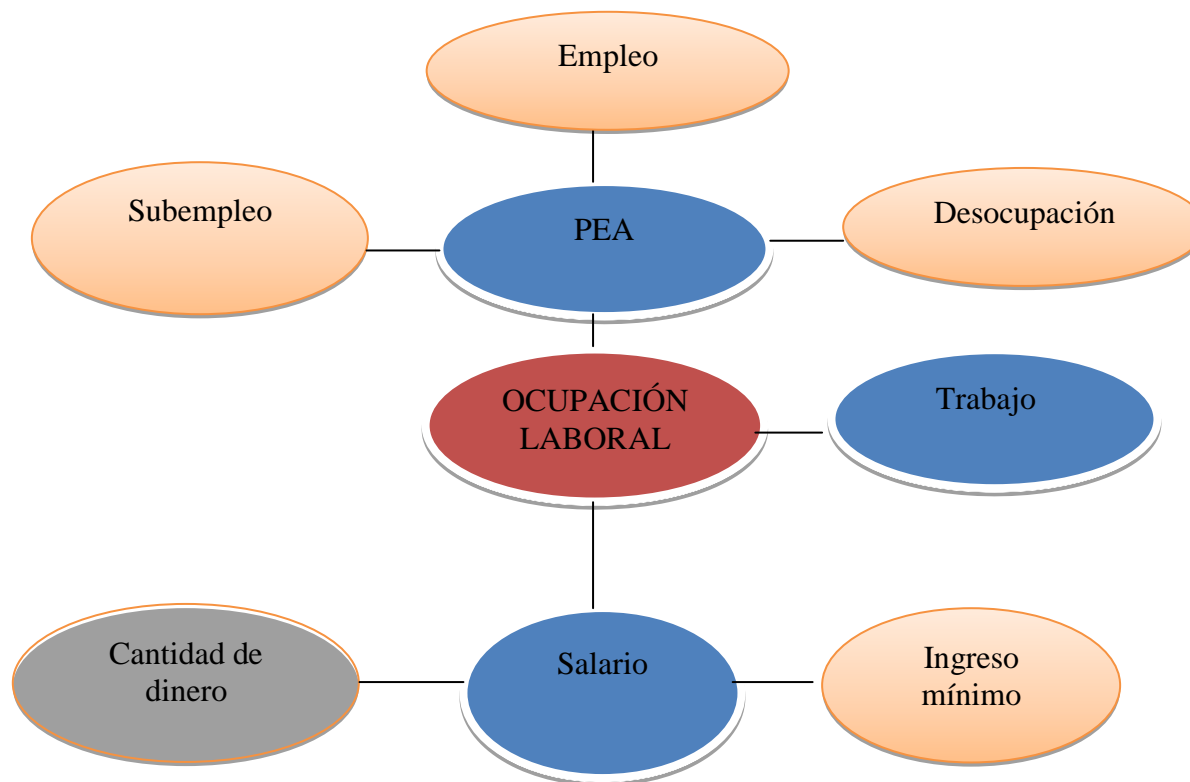 Empleo
Subempleo
PEA
Desocupación
OCUPACIÓN
LABORAL
Trabajo
Cantidad de
dinero
Salario
Ingreso
mínimo